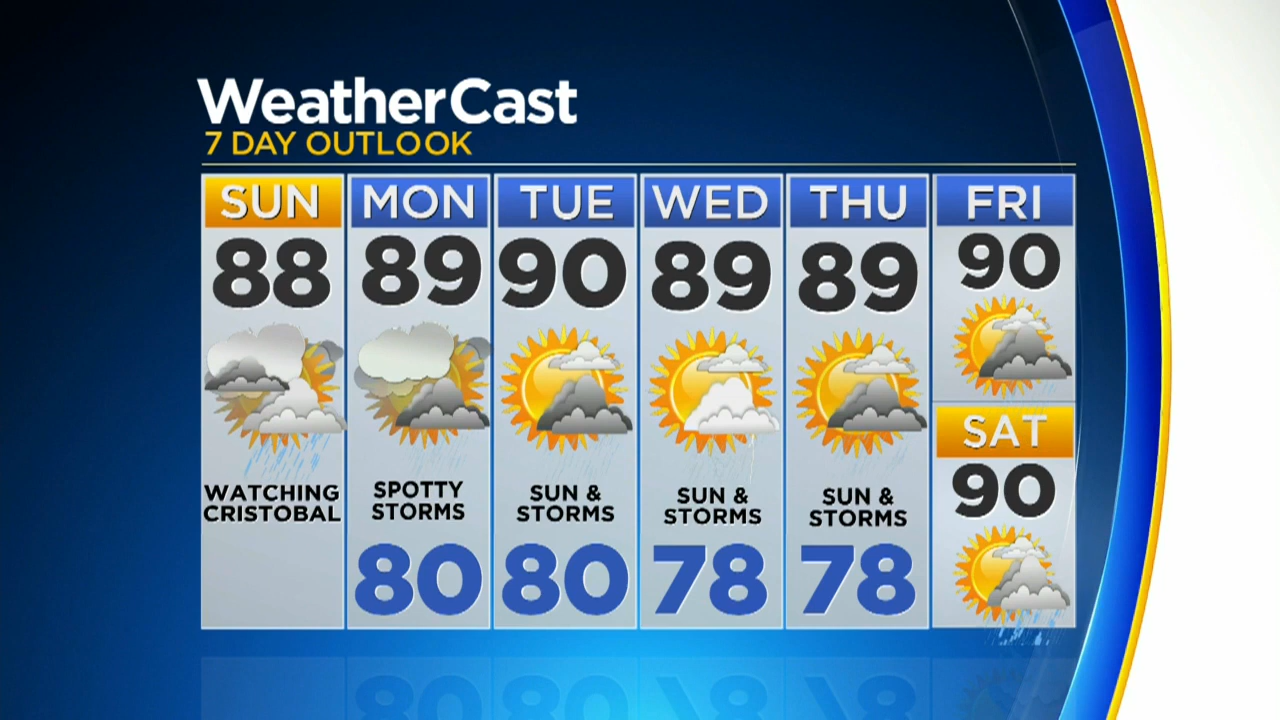 WeatherCast
7 DAY OUTLOOK
SUN
88
WATCHING
CRISTOBAL
MON
89
SPOTTY
STORMS
80
TUE
90
SUN &
STORMS
80
WED
89
SUN &
STORMS
78
THU
89
SUN &
STORMS
78
FRI
90
SAT
90